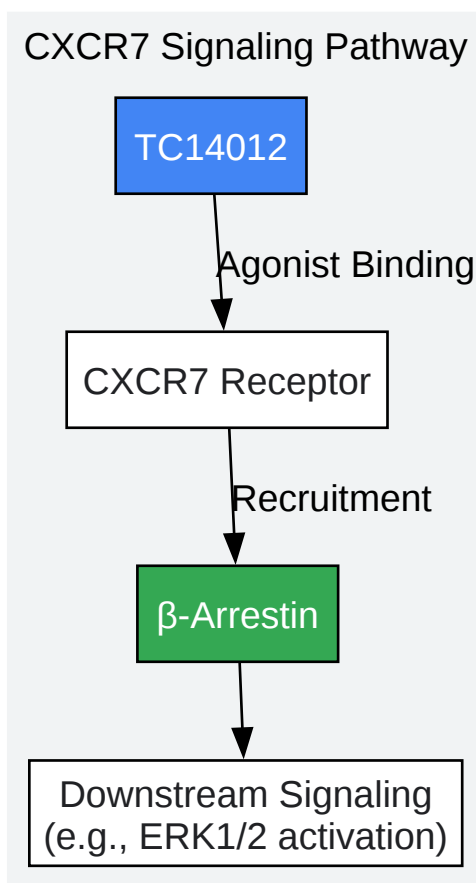 CXCR7 Signaling Pathway
TC14012
Agonist Binding
CXCR7 Receptor
Recruitment
β-Arrestin
Downstream Signaling
(e.g., ERK1/2 activation)